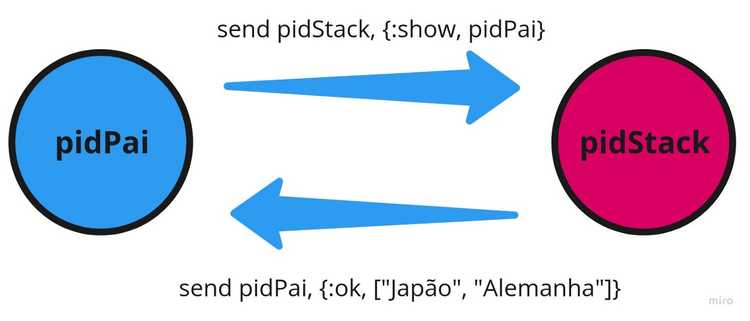 send pidStack, {:show, pidPai}
pidPai
pidStack
send pidPai, {:ok, ["Japão", "Alemanha"]}
miro